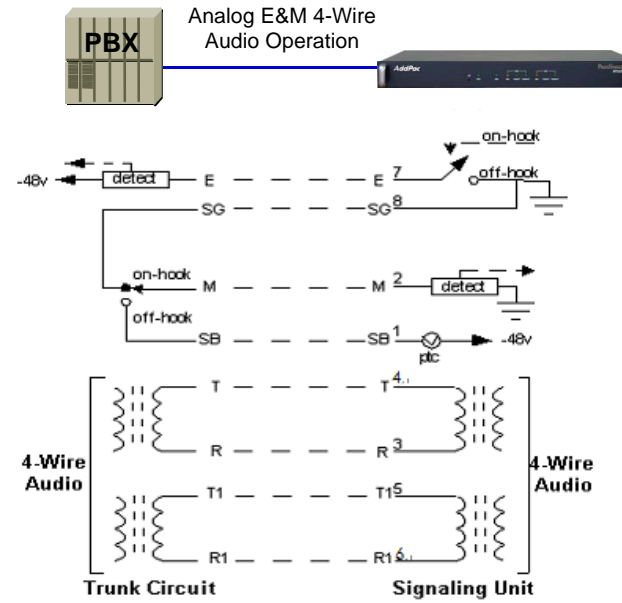 Analog E&M 4-Wire
Audio Operation
PBX
AddPac
on-hook
-48v detect E E 7 off-hook
SG SG 8
on-hook M M 2 detect
off-hook
SB SB 1 -48v
ptc
T T 4
R R 3
4-Wire
Audio
4-Wire
Audio
T1 T1 5
R1 R1 6
Trunk Circuit Signaling Unit